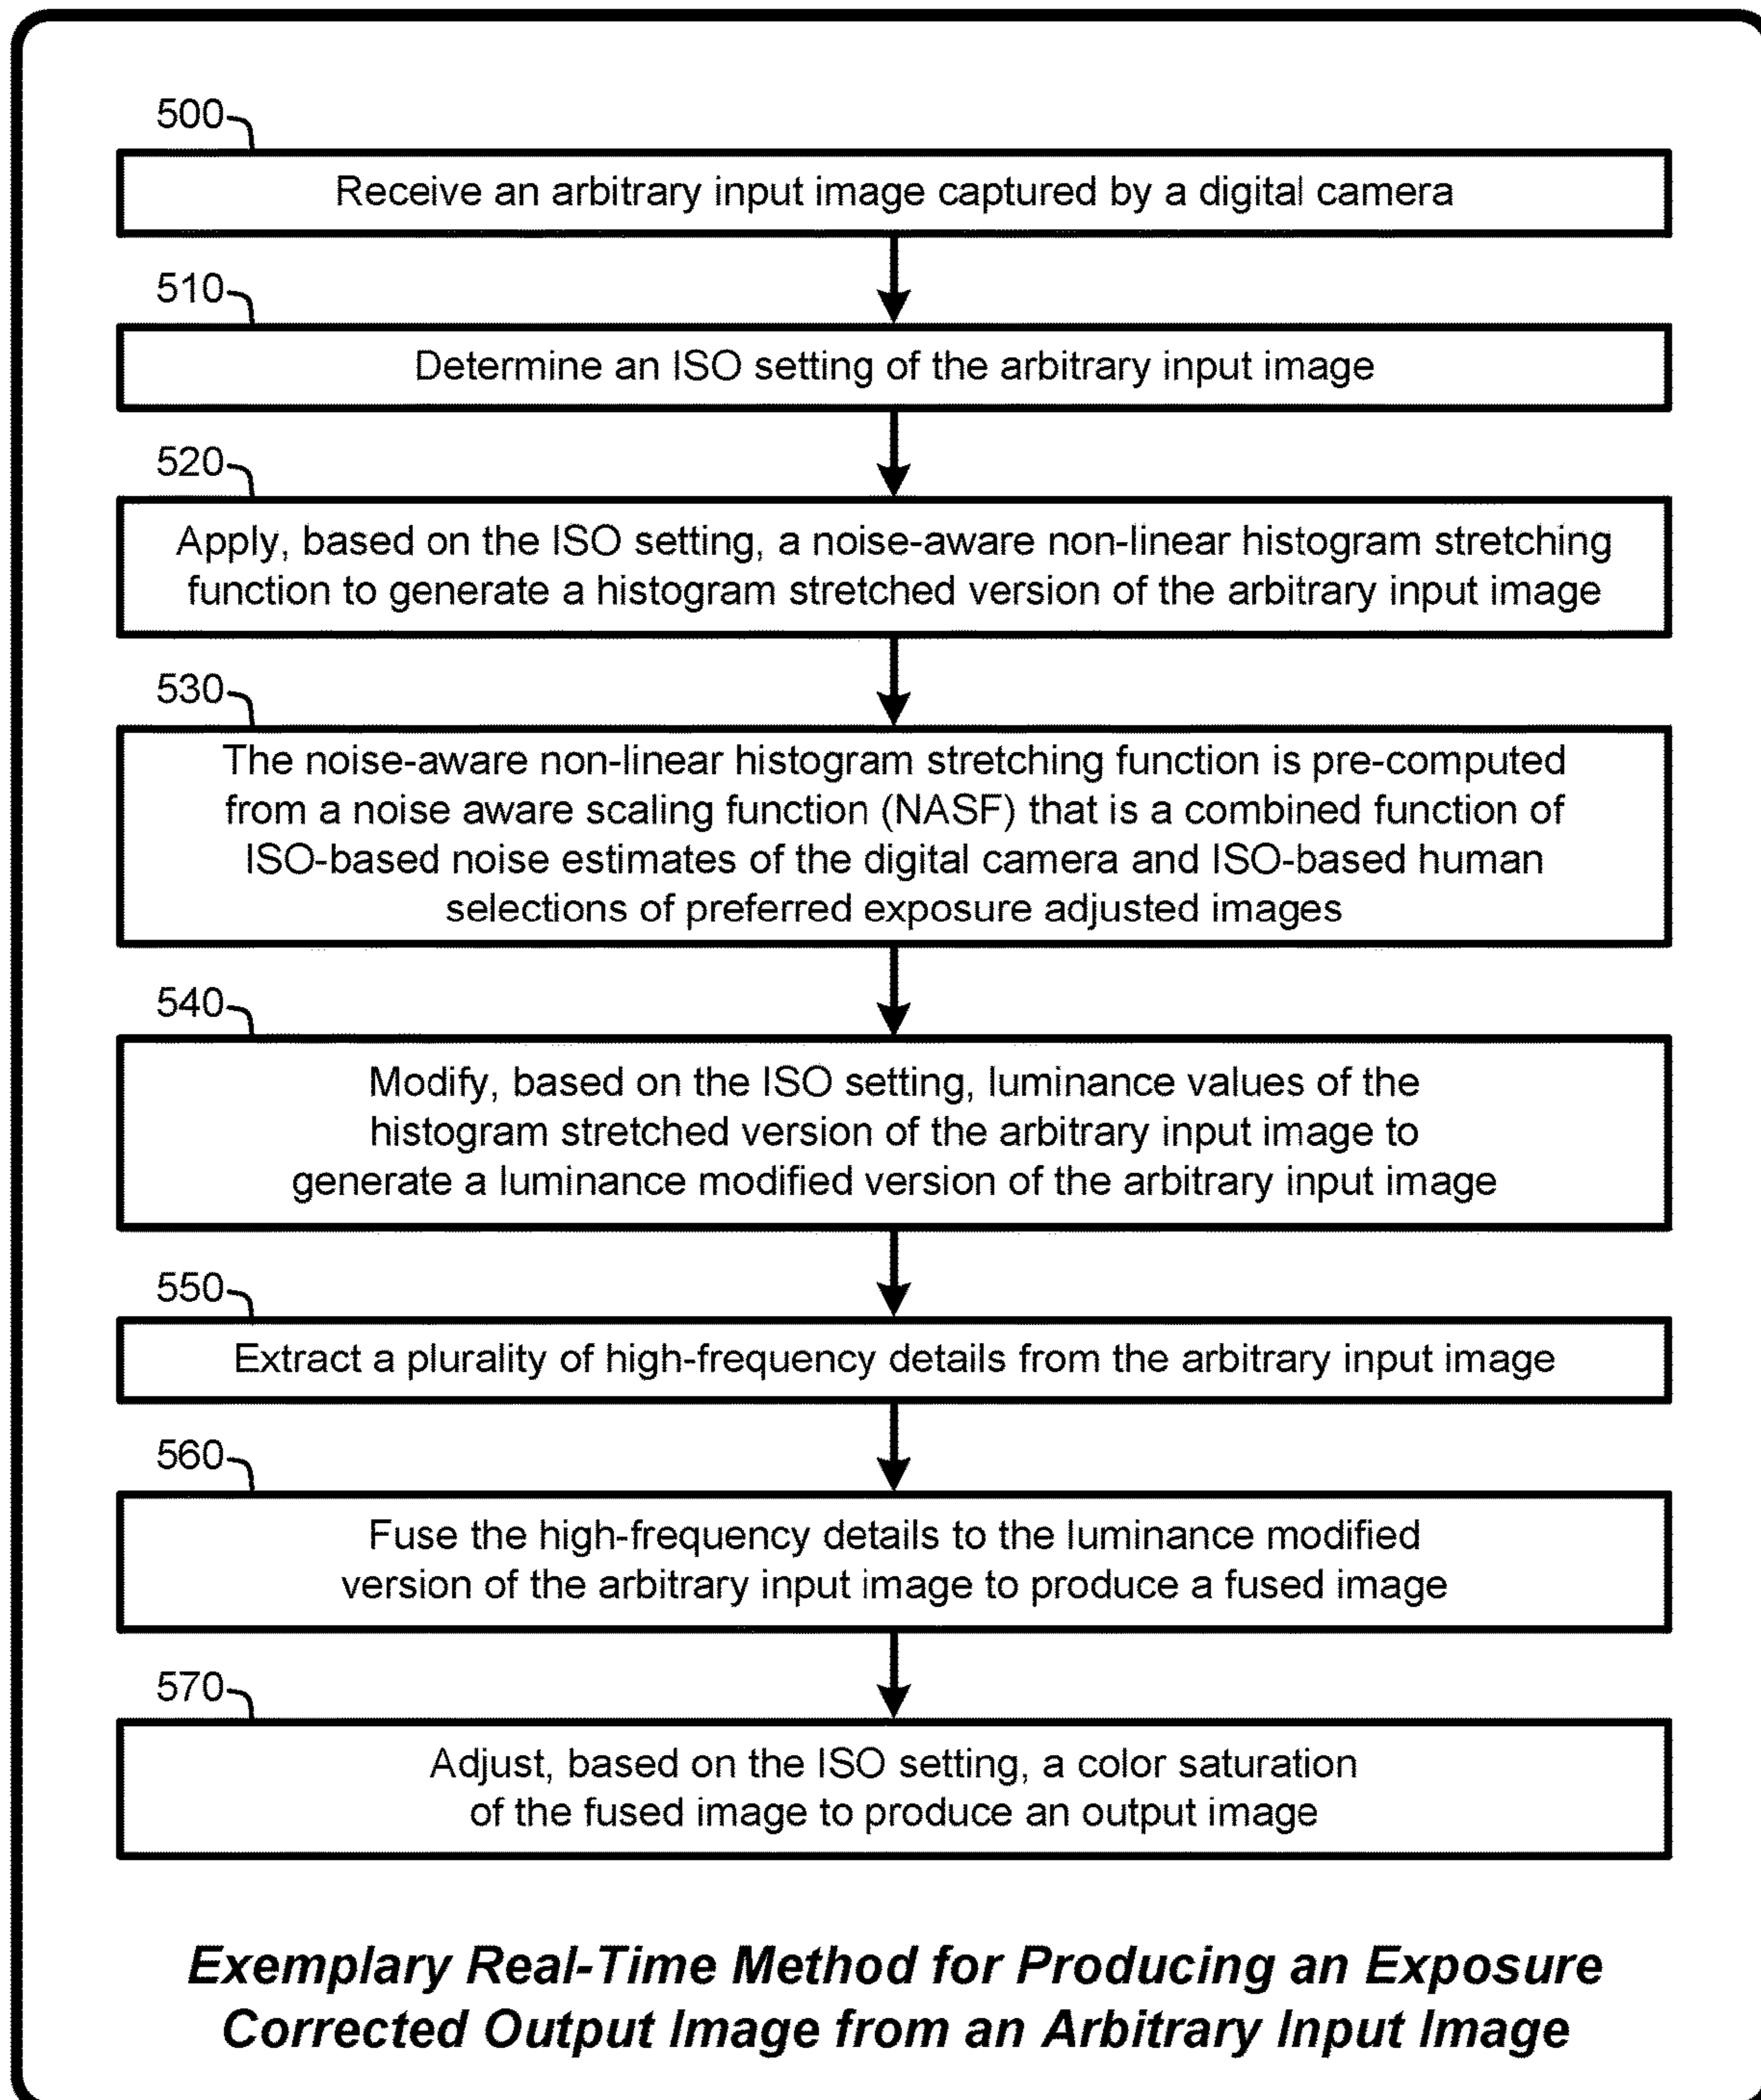 500
Receive an arbitrary input image captured by a digital camera
510
Determine an ISO setting of the arbitrary input image
520
Apply, based on the ISO setting, a noise-aware non-linear histogram stretching
function to generate a histogram stretched version of the arbitrary input image
530
The noise-aware non-linear histogram stretching function is pre-computed
from a noise aware scaling function (NASF) that is a combined function of
ISO-based noise estimates of the digital camera and ISO-based human
selections of preferred exposure adjusted images
540
Modify, based on the ISO setting, luminance values of the
histogram stretched version of the arbitrary input image to
generate a luminance modified version of the arbitrary input image
550
Extract a plurality of high-frequency details from the arbitrary input image
560
Fuse the high-frequency details to the luminance modified
version of the arbitrary input image to produce a fused image
570
Adjust, based on the ISO setting, a color saturation
of the fused image to produce an output image
Exemplary Real-Time Method for Producing an Exposure
Corrected Output Image from an Arbitrary Input Image